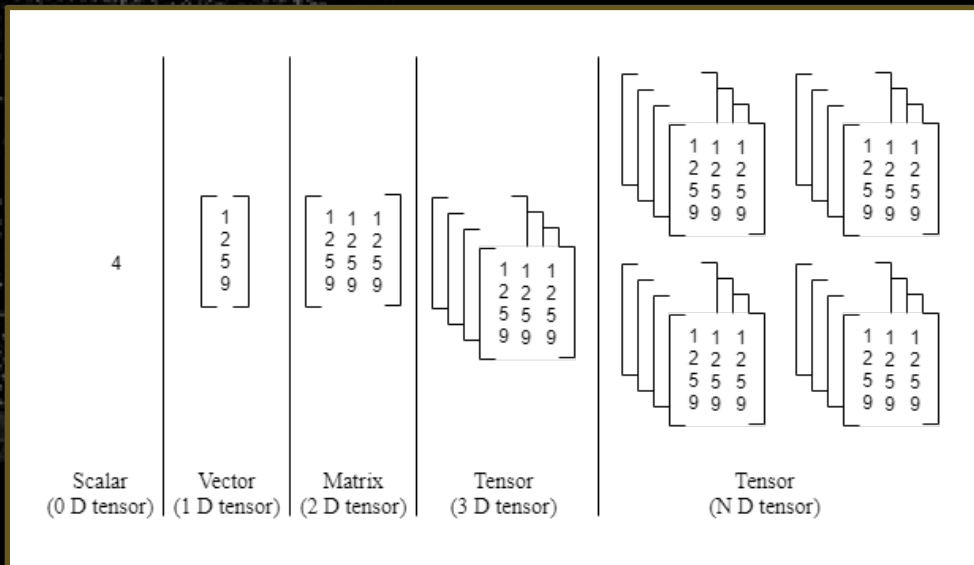 4
1
2
5
9
1 1 1
2 2 2
5 5 5
9 9 9
1 1 1
2 2 2
5 5 5
9 9 9
1 1 1
2 2 2
5 5 5
9 9 9
1 1 1
2 2 2
5 5 5
9 9 9
1 1 1
2 2 2
5 5 5
9 9 9
1 1 1
2 2 2
5 5 5
9 9 9
Scalar
(0 D tensor)
Vector
(1 D tensor)
Matrix
(2 D tensor)
Tensor
(3 D tensor)
Tensor
(N D tensor)